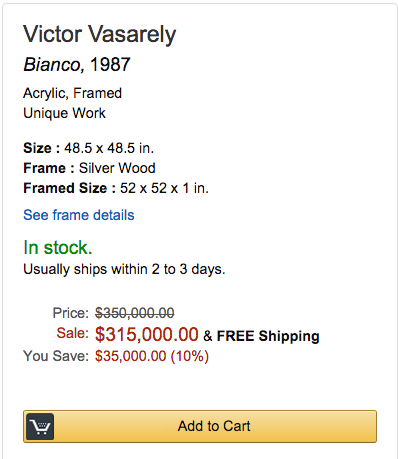 Victor Vasarely
Bianco, 1987
Acrylic, Framed
Unique Work
Size : 48.5 x 48.5 in.
Frame : Silver Wood
Framed Size : 52 x 52 x 1 in.
See frame details
In stock.
Usually ships within 2 to 3 days.
Price: $350,000.00
Sale: $315,000.00 & FREE Shipping
You Save: $35,000.00 (10%)
Add to Cart